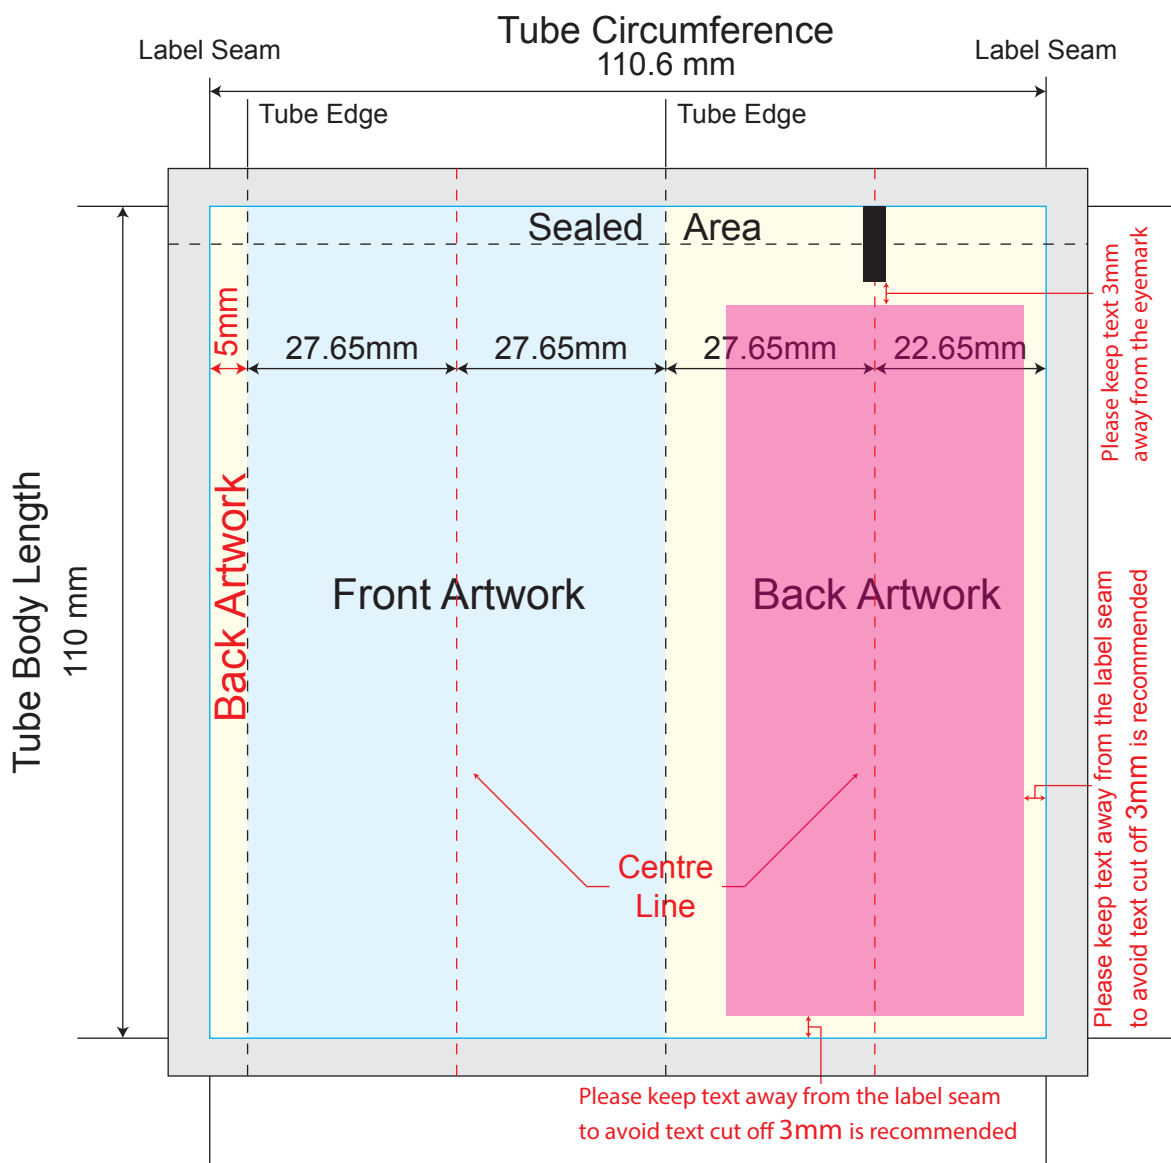 Tube Circumference
110.6 mm
Label Seam
Label Seam
Tube Edge
Tube Edge
Sealed Area
5mm
27.65mm
27.65mm
27.65mm
22.65mm
Please keep text 3mm
away from the eyemark
Tube Body Length
110 mm
Back Artwork
Front Artwork
Back Artwork
Please keep text away from the label seam
to avoid text cut off 3mm is recommended
Centre
Line
Please keep text away from the label seam
to avoid text cut off 3mm is recommended